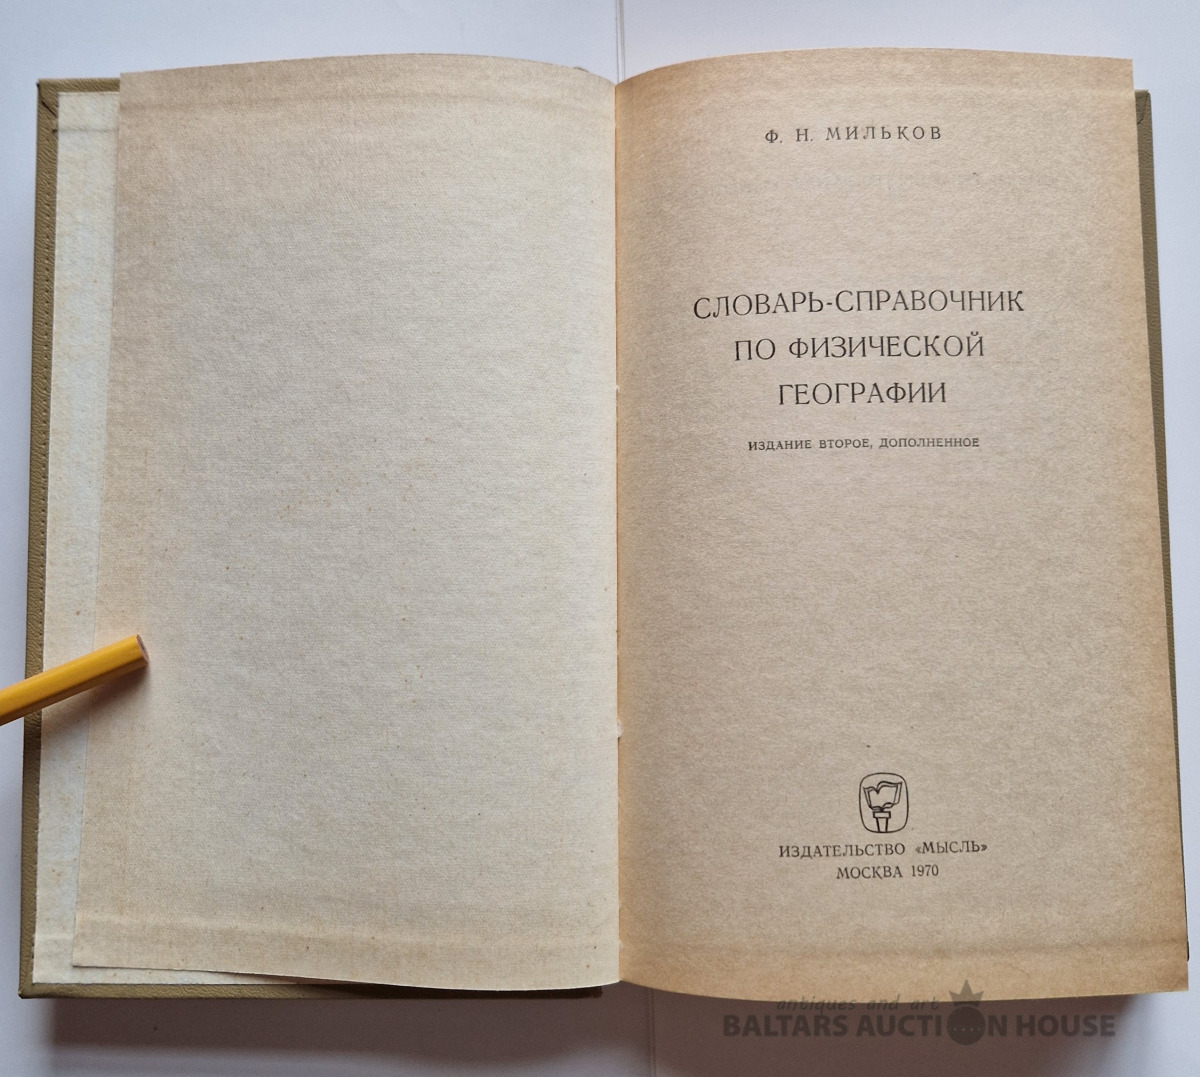 Ф. Н. МИЛЬКОВ
СЛОВАРЬ-СПРАВОЧНИК
ПО ФИЗИЧЕСКОЙ
ГЕОГРАФИИ
ИЗДАНИЕ ВТОРОЕ, ДОПОЛНЕННОЕ
ИЗДАТЕЛЬСТВО «МЫСЛЬ»
МОСКВА 1970
antiques and art
BALTARS AUCTION HOUSE